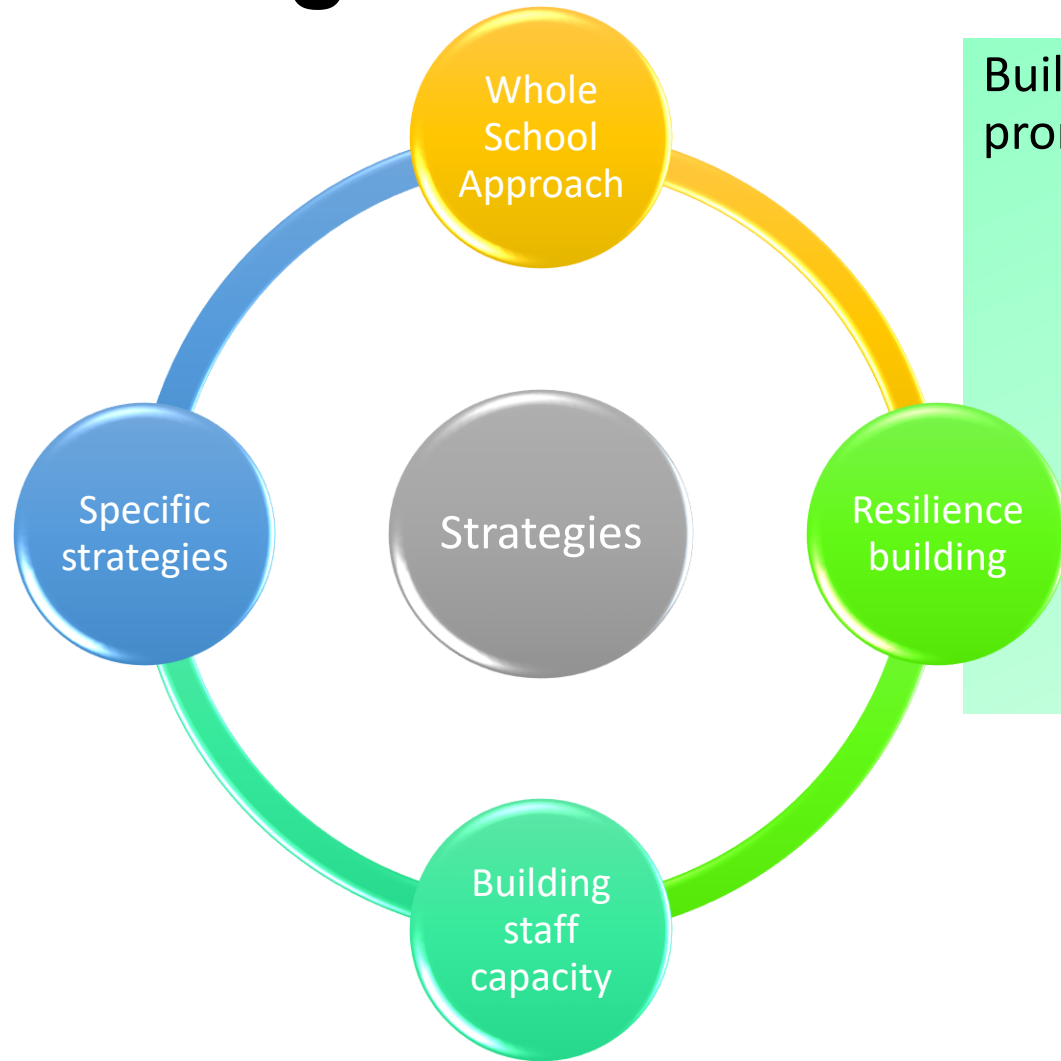 Whole
School
Approach
Specific
strategies
Strategies
Resilience
building
Building
staff
capacity